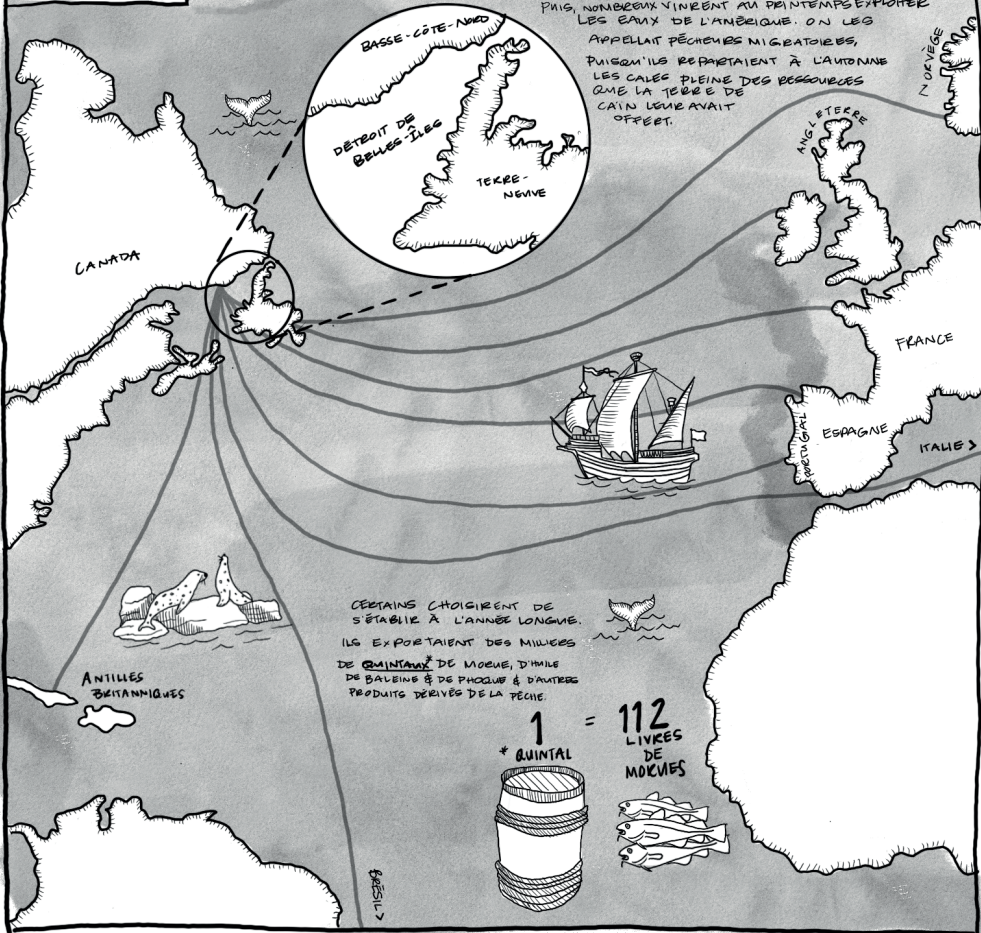 PUIS, NOMBREUX VINRENT AU PRINTEMPS EXPLOITER
LES EAUX DE L'AMÉRIQUE. ON LES
APPELLAIT PÊCHEURS MIGRATOIRES,
PUISQU'ILS REPARTAIENT À L'AUTONNE
LES CALES PLEINE DES RESSOURCES
QUE LA TERRE DE
CAÏN LEUR AVAIT
OFFERT.
BASSE-CÔTE-NORD
DÉTROIT DE
BELLES-ÎLES
TERRE-
NEUVE
NORVÈGE
ANGLETERRE
CANADA
FRANCE
PORTUGAL
ESPAGNE
ITALIE >
CERTAINS CHOISIRENT DE
S'ÉTABLIR À L'ANNÉE LONGUE.
ILS EXPORTAIENT DES MILLIERS
DE QUINTAUX* DE MORUE, D'HUILE
DE BALEINE & DE PHOQUE & D'AUTRES
PRODUITS DÉRIVÉS DE LA PÊCHE.
ANTILLES
BRITANNIQUES
1 = 112
* QUINTAL
LIVRES
DE
MORUES
BRÉSIL >